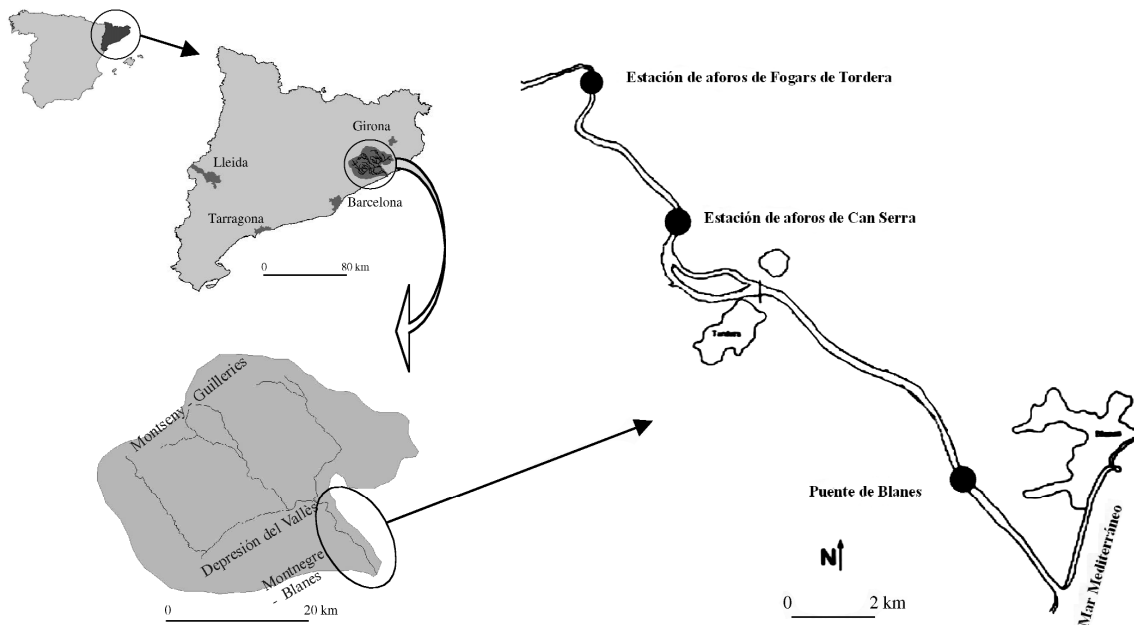 Girona
Lleida
Barcelona
Tarragona
0 80 km
Montseny - Guilleries
Depresión del Vallès
Montnegre
- Blanes
0 20 km
Estación de aforos de Fogars de Tordera
Estación de aforos de Can Serra
Tordera
Puente de Blanes
Mar Mediterráneo
N
0 2 km